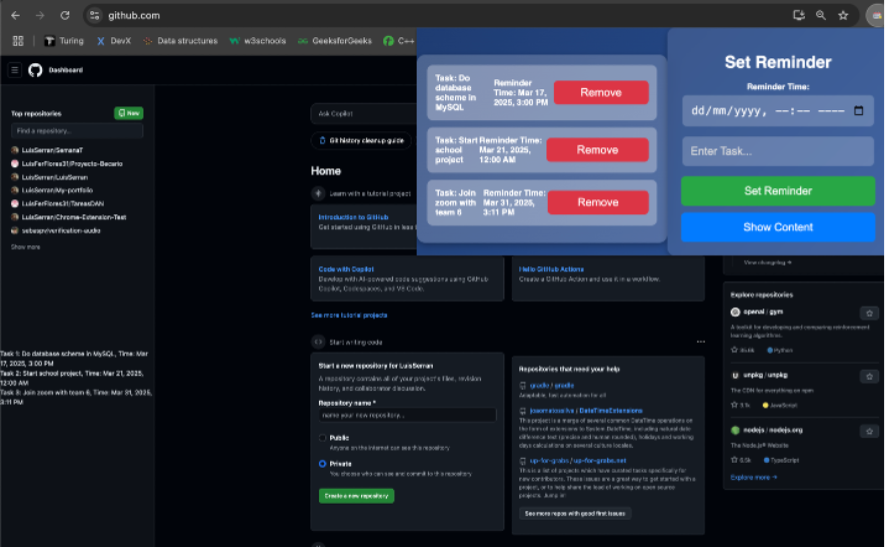 github.com
Turing
DevX
Data structures
w3schools
GeeksforGeeks
C++
Dashboard
Top repositories
New
Find a repository...
LuisSerran/SemanaT
LuisFerFlores31/Proyecto-Becario
LuisSerran/LuisSerran
LuisSerran/My-portfolio
LuisFerFlores31/TareasDAN
LuisSerran/Chrome-Extension-Test
sebaspv/verification-audio
Show more
Task 1: Do database scheme in MySQL, Time: Mar
17, 2025, 3:00 PM
Task 2: Start school project, Time: Mar 21, 2025,
12:00 AM
Task 3: Join zoom with team 6, Time: Mar 31, 2025,
3:11 PM
Ask Copilot
Git history cleanup guide
Home
Learn with a tutorial project
Introduction to GitHub
Get started using GitHub in less
Code with Copilot
Develop with AI-powered code suggestions using GitHub
Copilot, Codespaces, and VS Code.
Hello GitHub Actions
Create a GitHub Action and use it in a workflow.
See more tutorial projects
Start writing code
Start a new repository for LuisSerran
A repository contains all of your project's files, revision
history, and collaborator discussion.
Repository name *
name your new repository...
Public
Anyone on the internet can see this repository
Private
You choose who can see and commit to this repository
Create a new repository
Repositories that need your help
gradle / gradle
Adaptable, fast automation for all
joaomatossilva / DateTimeExtensions
This project is a merge of several common DateTime operations on
the form of extensions to System.DateTime, including natural date
difference text (precise and human rounded), holidays and working
days calculations on several culture locales.
up-for-grabs / up-for-grabs.net
This is a list of projects which have curated tasks specifically for
new contributors. These issues are a great way to get started with a
project, or to help share the load of working on open source
projects. Jump in!
See more repos with good first issues
Task: Do
database
scheme in
MySQL
Reminder
Time: Mar 17,
2025, 3:00 PM
Remove
Task: Start
school
project
Reminder Time:
Mar 21, 2025,
12:00 AM
Remove
Task: Join
zoom with
team 6
Reminder Time:
Mar 31, 2025,
3:11 PM
Remove
Set Reminder
Reminder Time:
dd/mm/yyyy, --:-- ----
Enter Task...
Set Reminder
Show Content
View changelog →
Explore repositories
openai / gym
A toolkit for developing and comparing reinforcement
learning algorithms.
Python
unpkg / unpkg
The CDN for everything on npm
JavaScript
nodejs / nodejs.org
The Node.js® Website
TypeScript
Explore more →